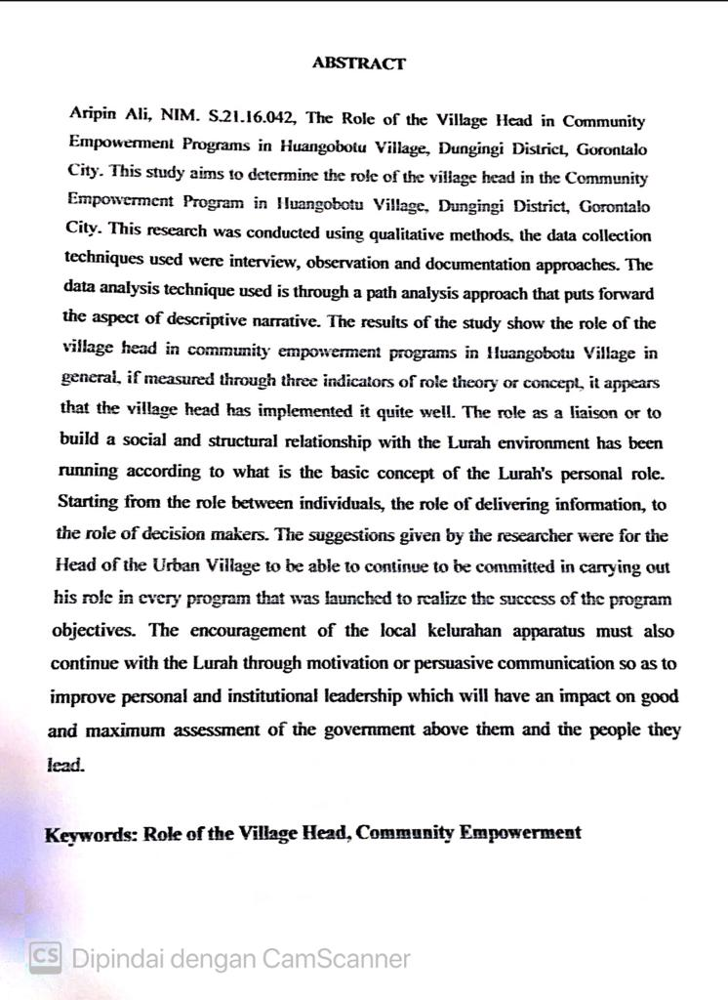 ABSTRACT
Aripin Ali, NIM. S.21.16.042, The Role of the Village Head in Community
Empowerment Programs in Huangobotu Village, Dungingi District, Gorontalo
City. This study aims to determine the role of the village head in the Community
Empowerment Program in Huangobotu Village, Dungingi District, Gorontalo
City. This research was conducted using qualitative methods, the data collection
techniques used were interview, observation and documentation approaches. The
data analysis technique used is through a path analysis approach that puts forward
the aspect of descriptive narrative. The results of the study show the role of the
village head in community empowerment programs in Huangobotu Village in
general, if measured through three indicators of role theory or concept, it appears
that the village head has implemented it quite well. The role as a liaison or to
build a social and structural relationship with the Lurah environment has been
running according to what is the basic concept of the Lurah's personal role.
Starting from the role between individuals, the role of delivering information, to
the role of decision makers. The suggestions given by the researcher were for the
Head of the Urban Village to be able to continue to be committed in carrying out
his role in every program that was launched to realize the success of the program
objectives. The encouragement of the local kelurahan apparatus must also
continue with the Lurah through motivation or persuasive communication so as to
improve personal and institutional leadership which will have an impact on good
and maximum assessment of the government above them and the people they
lead.
Keywords: Role of the Village Head, Community Empowerment
CS Dipindai dengan CamScanner